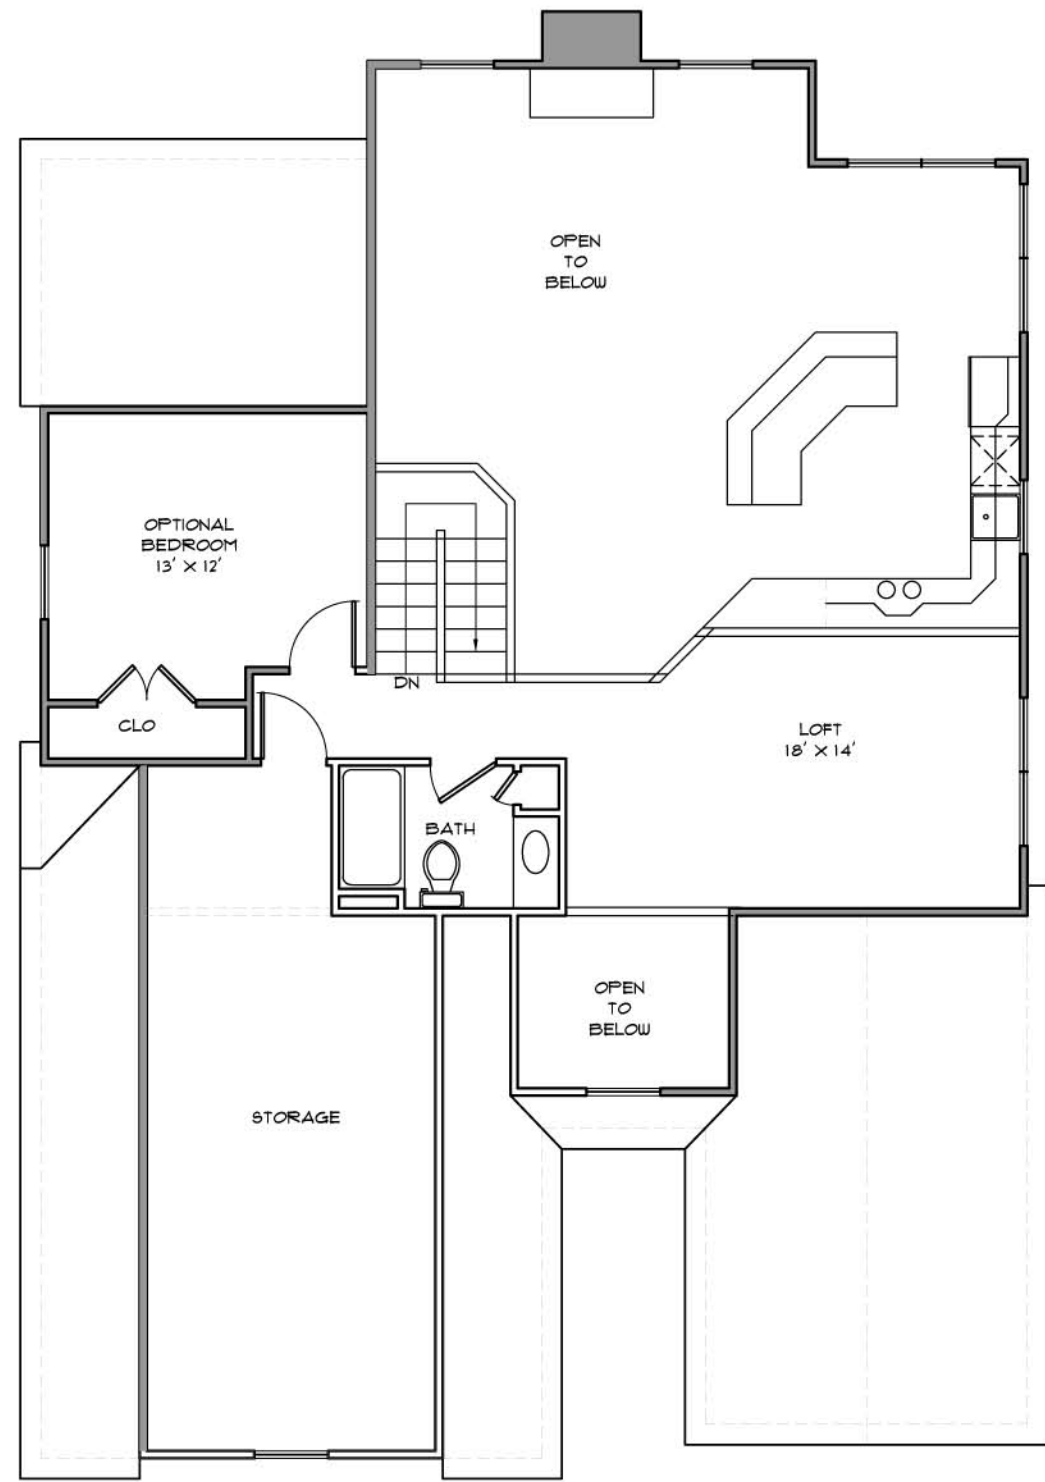 OPEN
TO
BELOW
OPTIONAL
BEDROOM
13' X 12'
DN
CLO
LOFT
18' X 14'
BATH
OPEN
TO
BELOW
STORAGE